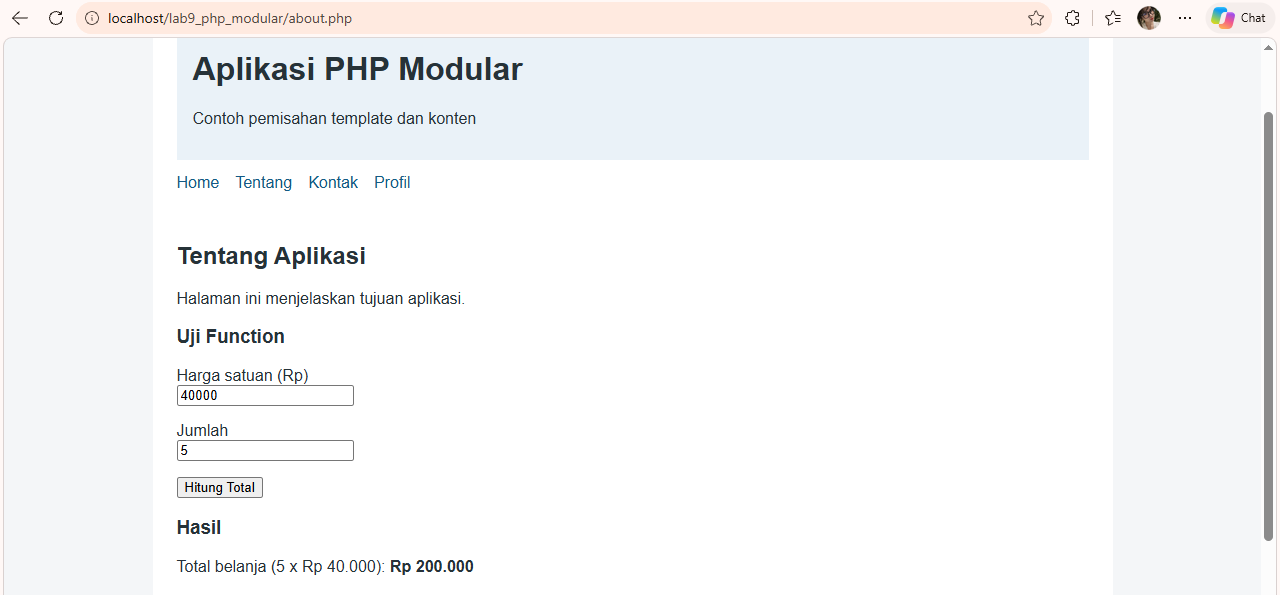 localhost/lab9_php_modular/about.php
Chat
Aplikasi PHP Modular
Contoh pemisahan template dan konten
Home Tentang Kontak Profil
Tentang Aplikasi
Halaman ini menjelaskan tujuan aplikasi.
Uji Function
Harga satuan (Rp)
40000
Jumlah
5
Hitung Total
Hasil
Total belanja (5 x Rp 40.000): Rp 200.000